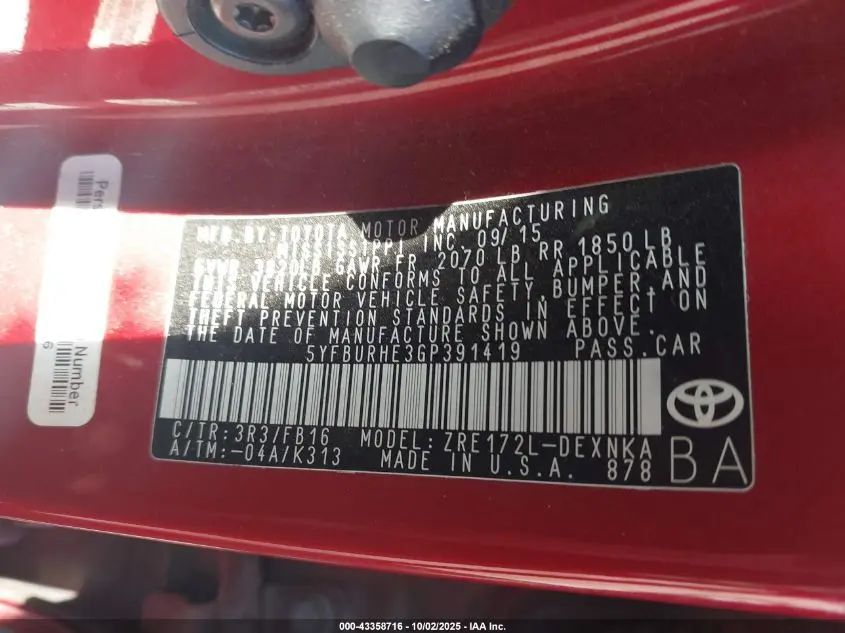 MFD. BY: TOYOTA MOTOR MANUFACTURING
MISSISSIPPI INC. 09/15
GVWR 3820LB GAWR FR 2070 LB RR 1850 LB
THIS VEHICLE CONFORMS TO ALL APPLICABLE
FEDERAL MOTOR VEHICLE SAFETY, BUMPER, AND
THEFT PREVENTION STANDARDS IN EFFECT ON
THE DATE OF MANUFACTURE SHOWN ABOVE.
5YFBURHE3GP391419 PASS. CAR
C/TR: 3R3/FB16 MODEL: ZRE172L-DEXNKA
A/TM: -04A/K313 MADE IN U.S.A. 878
BA
Number
6
000-43358716 - 10/02/2025 - IAA Inc.